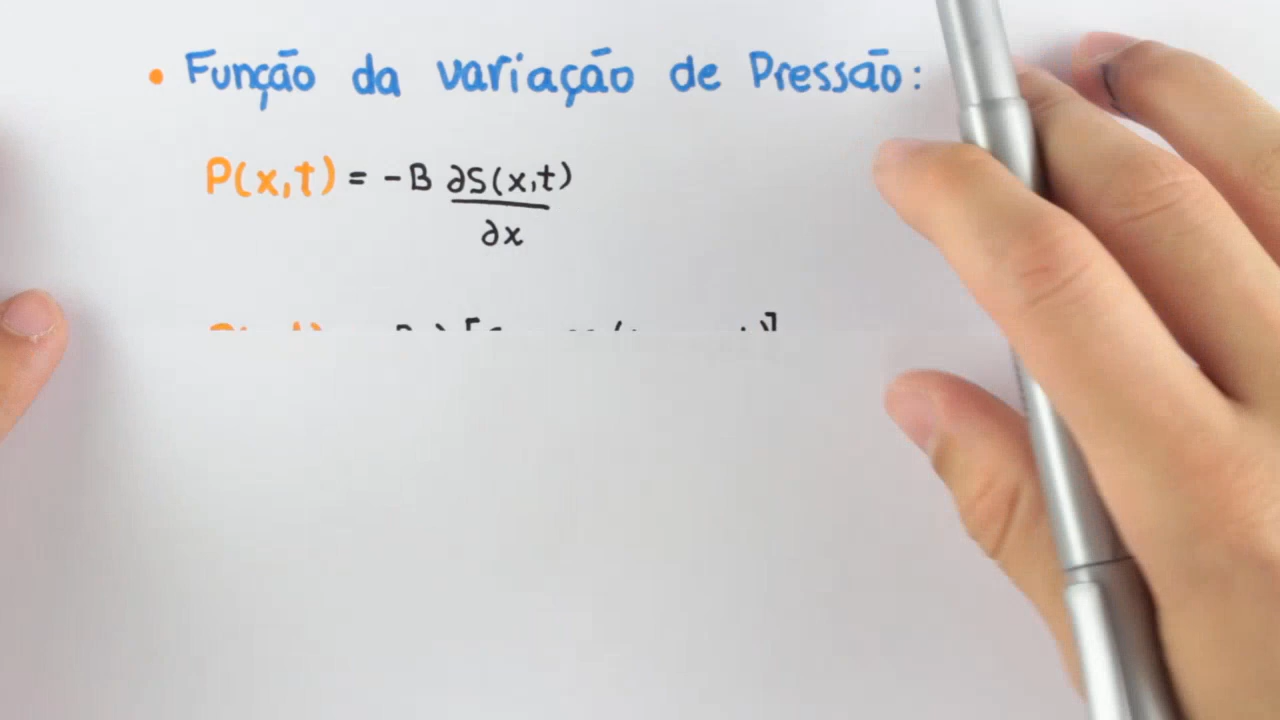 • Função da variação de Pressão:
P(x,t) = -B ∂S(x,t)
∂x